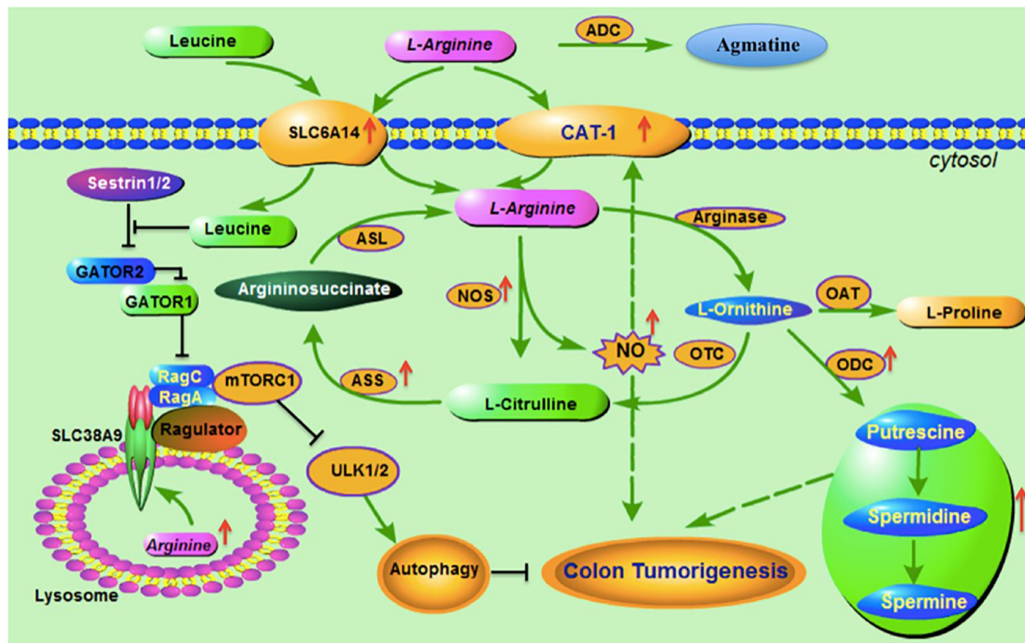 Leucine
L-Arginine
ADC
Agmatine
SLC6A14
CAT-1
cytosol
Sestrin1/2
Leucine
L-Arginine
Arginase
ASL
GATOR2
GATOR1
Argininosuccinate
NOS
L-Ornithine
OAT
L-Proline
NO
OTC
ODC
RagC
RagA
mTORC1
ASS
L-Citrulline
SLC38A9
Ragulator
Putrescine
ULK1/2
Spermidine
Arginine
Autophagy
Colon Tumorigenesis
Lysosome
Spermine